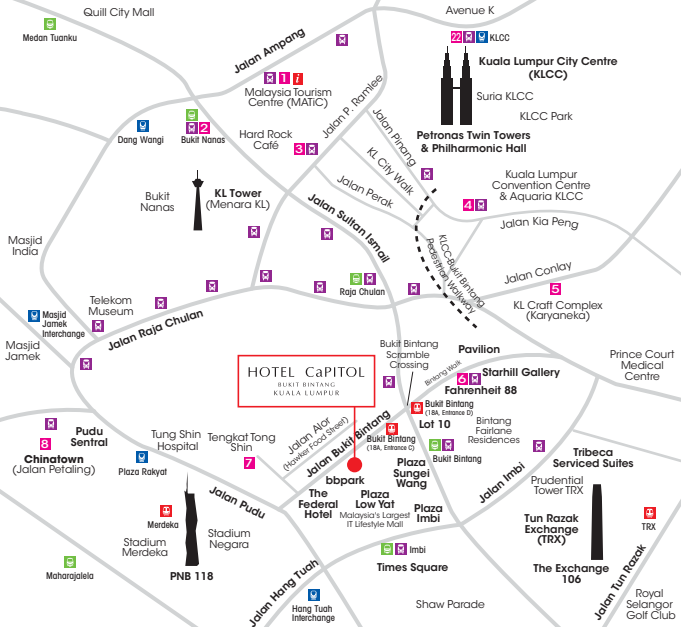 Quill City Mall
Medan Tuanku
Avenue K
22
KLCC
Jalan Ampang
Kuala Lumpur City Centre
(KLCC)
1
i
Malaysia Tourism
Centre (MATiC)
Suria KLCC
KLCC Park
Petronas Twin Towers
& Philharmonic Hall
Jalan P. Ramlee
Jalan Pinang
KL City Walk
Jalan Perak
Dang Wangi
2
Bukit Nanas
Hard Rock
Café
3
Kuala Lumpur
Convention Centre
& Aquaria KLCC
4
Bukit
Nanas
KL Tower
(Menara KL)
Jalan Sultan Ismail
Jalan Kia Peng
KLCC-Bukit Bintang
Pedestrian Walkway
Masjid
India
Raja Chulan
Jalan Conlay
5
KL Craft Complex
(Karyaneka)
Telekom
Museum
Masjid
Jamek
Interchange
Masjid
Jamek
Jalan Raja Chulan
Bukit Bintang
Scramble
Crossing
Pavilion
Bintang Walk
Starhill Gallery
6
Fahrenheit 88
Prince Court
Medical
Centre
HOTEL CaPITOL
BUKIT BINTANG
KUALA LUMPUR
Bukit Bintang
(18A, Entrance D)
Lot 10
Bukit Bintang
(18A, Entrance C)
Bukit Bintang
Bintang
Fairlane
Residences
Jalan Alor
(Hawker Food Street)
Jalan Bukit Bintang
Pudu
Sentral
8
Chinatown
(Jalan Petaling)
Tung Shin
Hospital
Plaza Rakyat
Tengkat Tong
Shin
7
bbpark
Plaza
Sungei
Wang
Tribeca
Serviced Suites
Jalan Imbi
Prudential
Tower TRX
Jalan Pudu
The
Federal
Hotel
Plaza
Low Yat
Malaysia's Largest
IT Lifestyle Mall
Plaza
Imbi
Tun Razak
Exchange
(TRX)
TRX
Merdeka
Stadium
Merdeka
Stadium
Negara
PNB 118
Maharajalela
Imbi
Times Square
The Exchange
106
Jalan Hang Tuah
Hang Tuah
Interchange
Shaw Parade
Jalan Tun Razak
Royal
Selangor
Golf Club